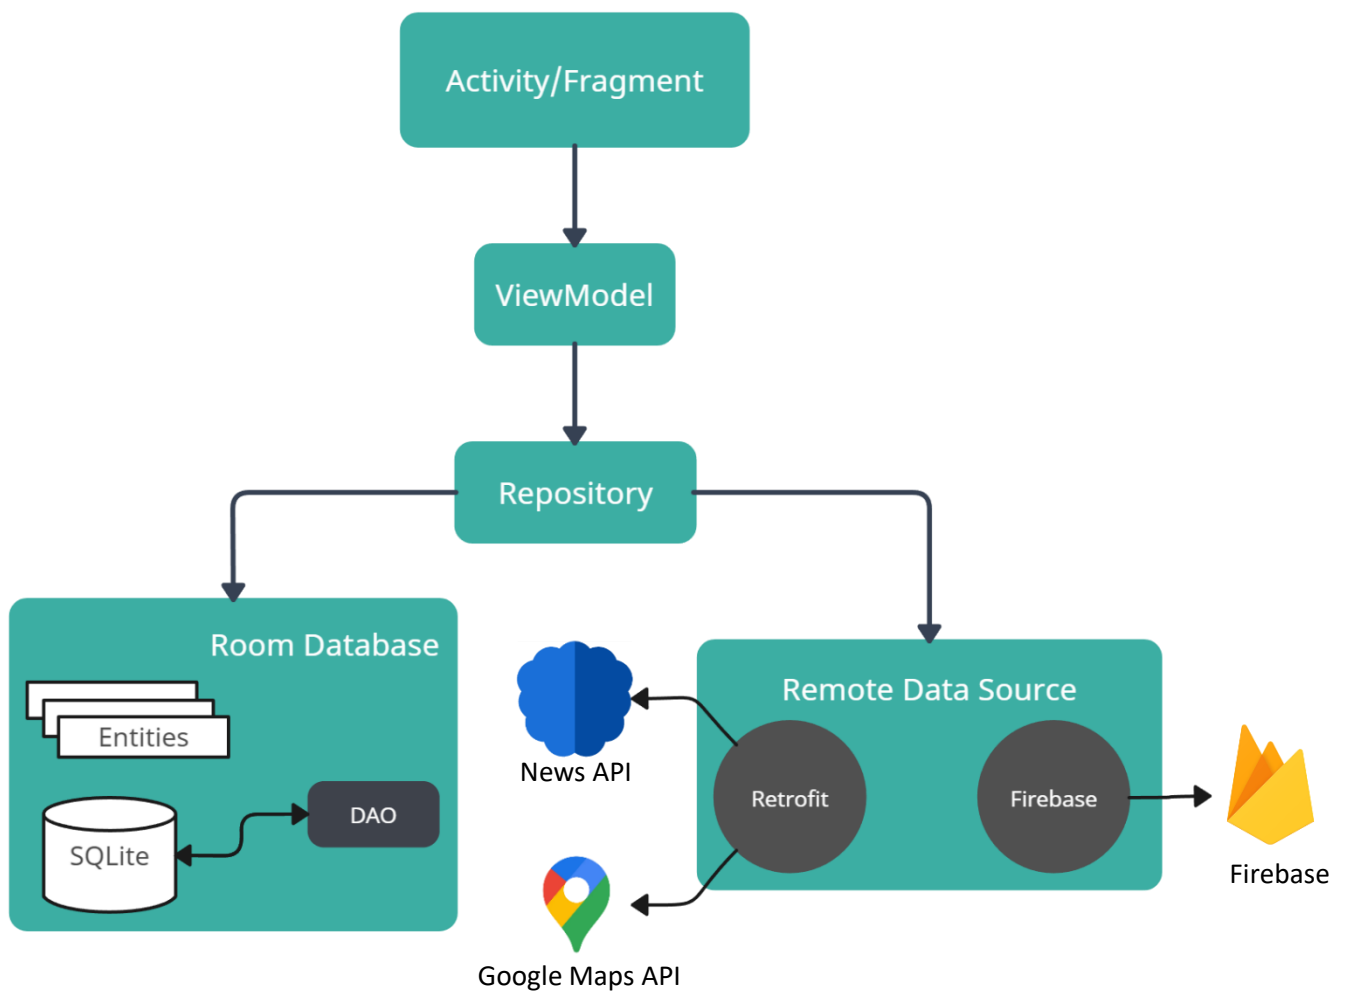 Activity/Fragment
ViewModel
Repository
Room Database
Entities
SQLite
DAO
News API
Google Maps API
Remote Data Source
Retrofit
Firebase
Firebase